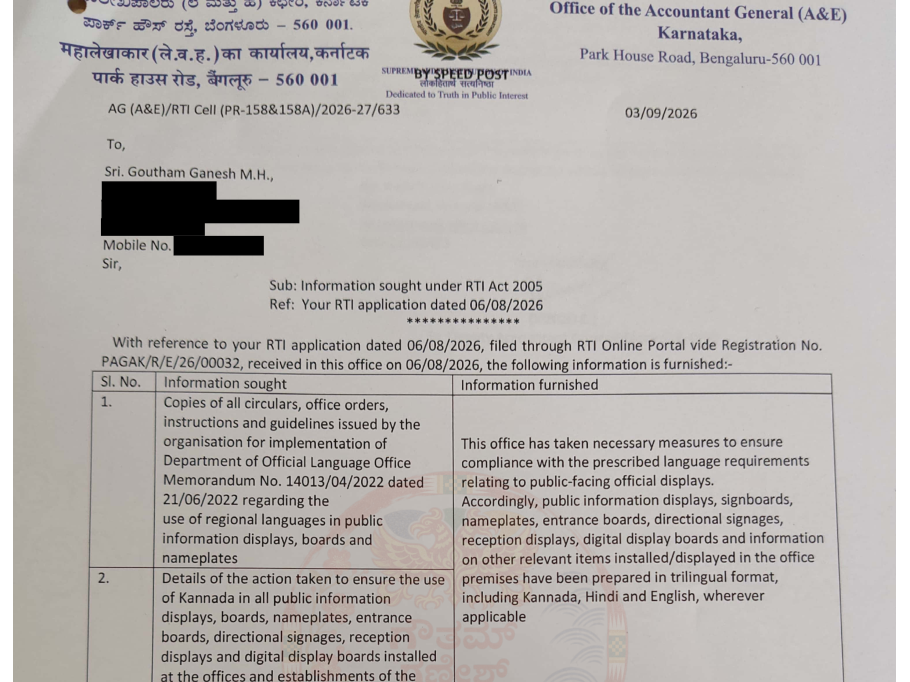 ಪಾರ್ಕ್ ಹೌಸ್ ರಸ್ತೆ, ಬೆಂಗಳೂರು – 560 001.
महालेखाकार(ले.व.ह.)का कार्यालय,कर्नाटक
पार्क हाउस रोड, बैंगलूरु – 560 001
BY SPEED POST
लोकहितार्थ सत्यनिष्ठा
Dedicated to Truth in Public Interest
Office of the Accountant General (A&E)
Karnataka,
Park House Road, Bengaluru-560 001
AG (A&E)/RTI Cell (PR-158&158A)/2026-27/633
03/09/2026
To,
Sri. Goutham Ganesh M.H.,
Mobile No.
Sir,
Sub: Information sought under RTI Act 2005
Ref: Your RTI application dated 06/08/2026
***************
With reference to your RTI application dated 06/08/2026, filed through RTI Online Portal vide Registration No.
PAGAK/R/E/26/00032, received in this office on 06/08/2026, the following information is furnished:-
Sl. No. Information sought Information furnished
1.
Copies of all circulars, office orders,
instructions and guidelines issued by the
organisation for implementation of
Department of Official Language Office
Memorandum No. 14013/04/2022 dated
21/06/2022 regarding the
use of regional languages in public
information displays, boards and
nameplates
This office has taken necessary measures to ensure
compliance with the prescribed language requirements
relating to public-facing official displays.
Accordingly, public information displays, signboards,
nameplates, entrance boards, directional signages,
reception displays, digital display boards and information
on other relevant items installed/displayed in the office
premises have been prepared in trilingual format,
including Kannada, Hindi and English, wherever
applicable
2.
Details of the action taken to ensure the use
of Kannada in all public information
displays, boards, nameplates, entrance
boards, directional signages, reception
displays and digital display boards installed
at the offices and establishments of the
ಗೌತಮ್
ಗಣೇಶ್